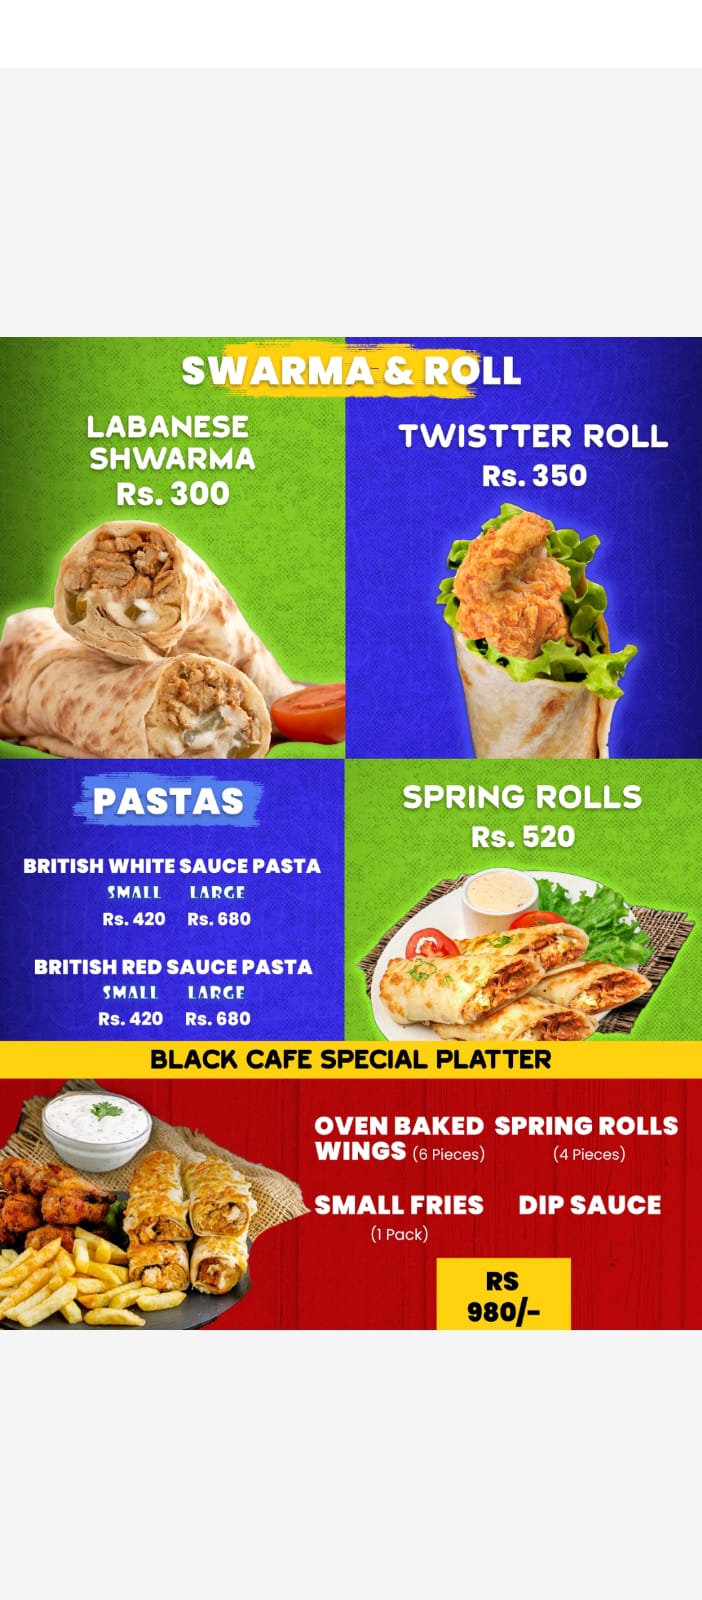 SWARMA & ROLL
LABANESE
SHWARMA
Rs. 300
TWISTTER ROLL
Rs. 350
PASTAS
BRITISH WHITE SAUCE PASTA
SMALL LARGE
Rs. 420 Rs. 680
BRITISH RED SAUCE PASTA
SMALL LARGE
Rs. 420 Rs. 680
SPRING ROLLS
Rs. 520
BLACK CAFE SPECIAL PLATTER
OVEN BAKED
WINGS (6 Pieces)
SPRING ROLLS
(4 Pieces)
SMALL FRIES
(1 Pack)
DIP SAUCE
RS
980/-